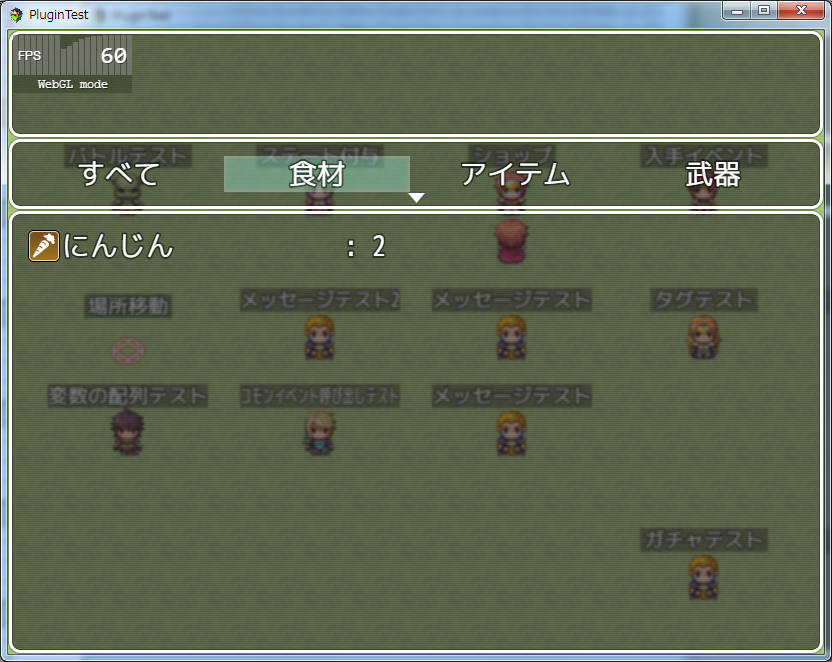 PluginTest
FPS 60
WebGL mode
バトルテスト ステート付与 ショップ 入手イベント
すべて 食材 アイテム 武器
にんじん : 2
場所移動 メッセージテスト2 メッセージテスト タグテスト
変数の配列テスト コモンイベント呼び出しテスト メッセージテスト
ガチャテスト